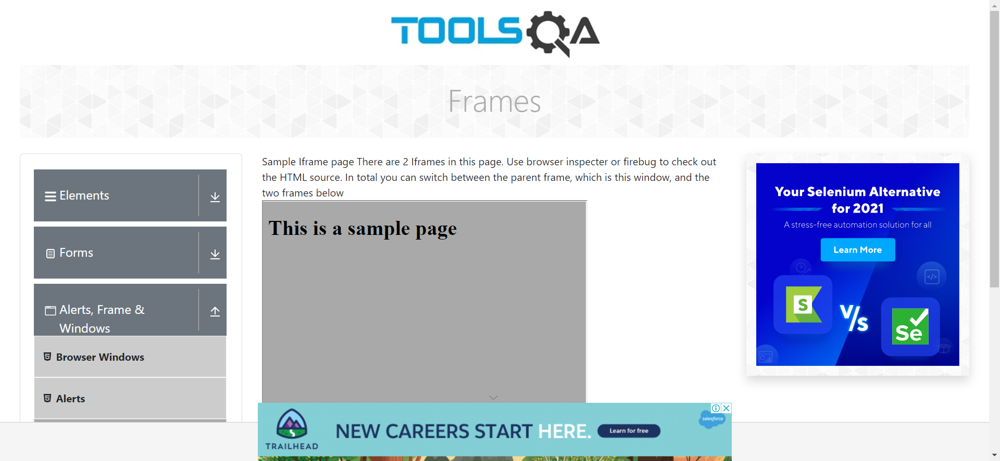 TOOLSQA
Frames
Elements
Forms
Alerts, Frame &
Windows
Browser Windows
Alerts
Sample Iframe page There are 2 Iframes in this page. Use browser inspecter or firebug to check out
the HTML source. In total you can switch between the parent frame, which is this window, and the
two frames below
This is a sample page
Your Selenium Alternative
for 2021
A stress-free automation solution for all
Learn More
S
V/s
Se
</>
TRAILHEAD
NEW CAREERS START HERE.
Learn for free
salesforce